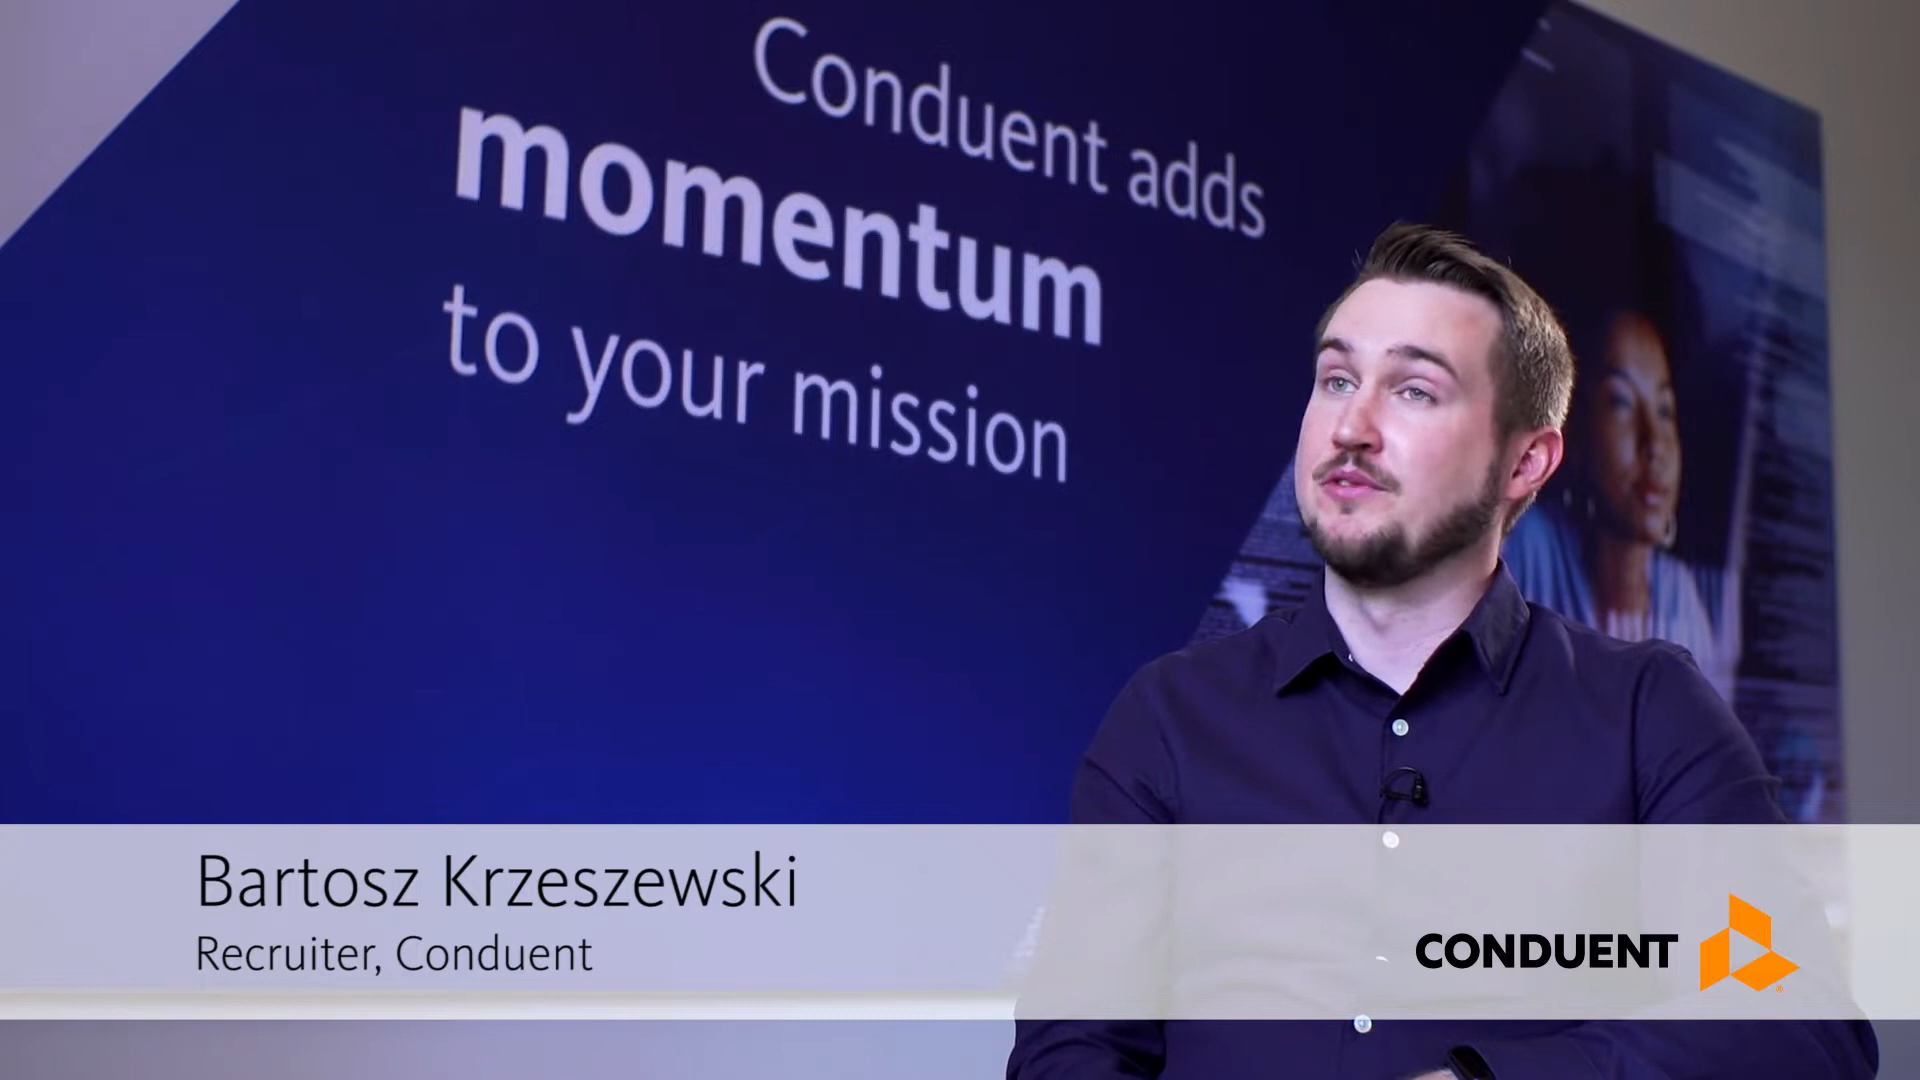 Conduent adds
momentum
to your mission
Bartosz Krzeszewski
Recruiter, Conduent
CONDUENT